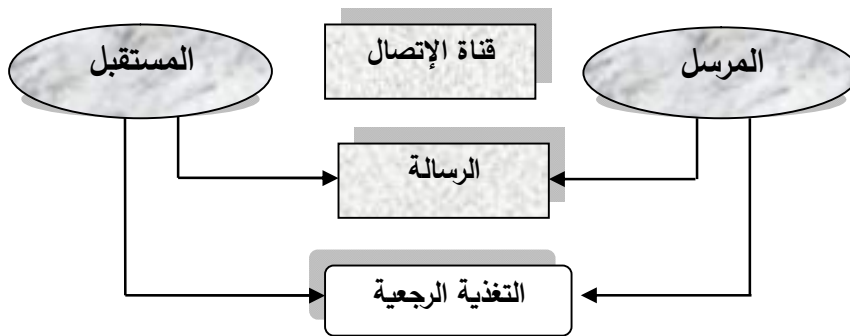 المرسل
قناة الإتصال
المستقبل
الرسالة
التغذية الرجعية